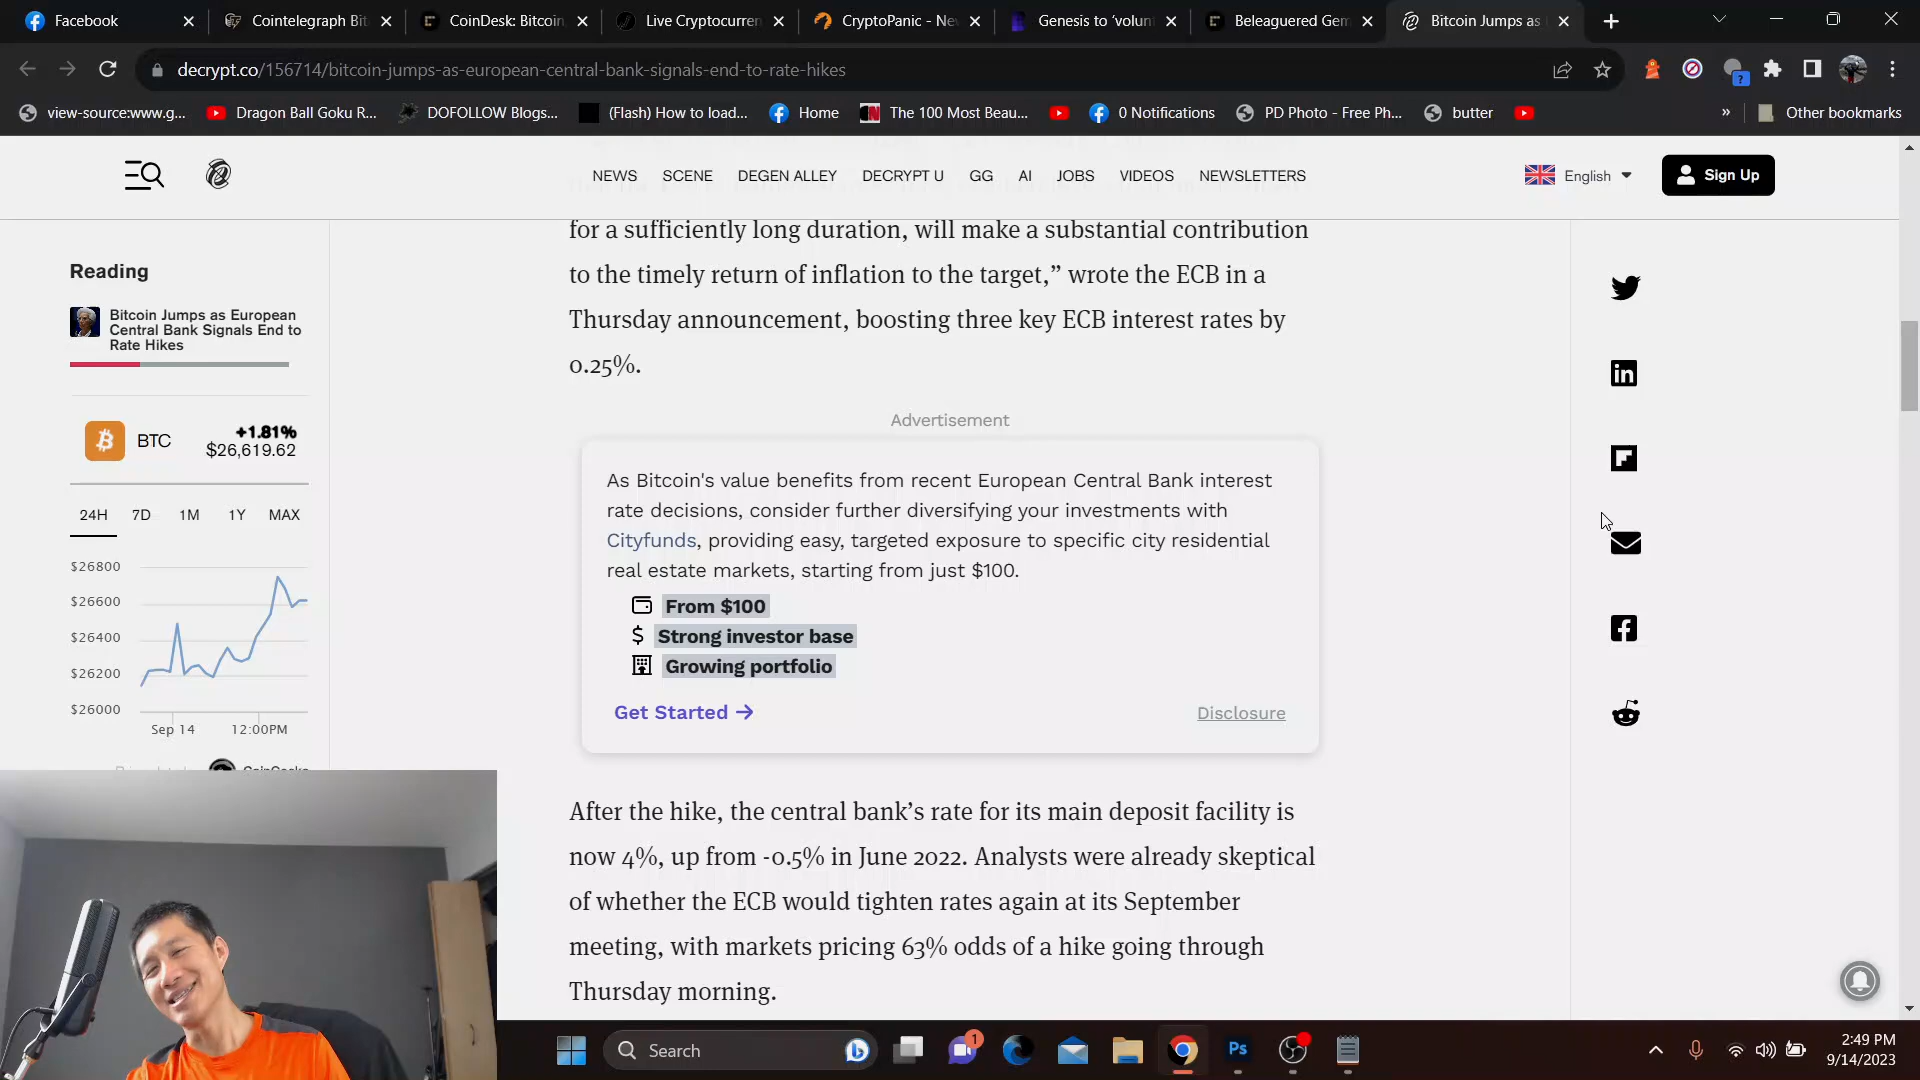 Facebook
Cointelegraph Bit
CoinDesk: Bitcoin,
Live Cryptocurren
CryptoPanic - Ne
Genesis to ‘volun
Beleaguered Gem
Bitcoin Jumps as
decrypt.co/156714/bitcoin-jumps-as-european-central-bank-signals-end-to-rate-hikes
view-source:www.g...
Dragon Ball Goku R...
DOFOLLOW Blogs...
(Flash) How to load...
Home
The 100 Most Beau...
0 Notifications
PD Photo - Free Ph...
butter
»
Other bookmarks
NEWS SCENE DEGEN ALLEY DECRYPT U GG AI JOBS VIDEOS NEWSLETTERS
English
Sign Up
Reading
Bitcoin Jumps as European
Central Bank Signals End to
Rate Hikes
BTC
+1.81%
$26,619.62
24H 7D 1M 1Y MAX
$26800
$26600
$26400
$26200
$26000
Sep 14 12:00PM
for a sufficiently long duration, will make a substantial contribution
to the timely return of inflation to the target,” wrote the ECB in a
Thursday announcement, boosting three key ECB interest rates by
0.25%.
Advertisement
As Bitcoin's value benefits from recent European Central Bank interest
rate decisions, consider further diversifying your investments with
Cityfunds, providing easy, targeted exposure to specific city residential
real estate markets, starting from just $100.
From $100
$ Strong investor base
Growing portfolio
Get Started →
Disclosure
After the hike, the central bank’s rate for its main deposit facility is
now 4%, up from -0.5% in June 2022. Analysts were already skeptical
of whether the ECB would tighten rates again at its September
meeting, with markets pricing 63% odds of a hike going through
Thursday morning.
Search
1
Ps
2:49 PM
9/14/2023